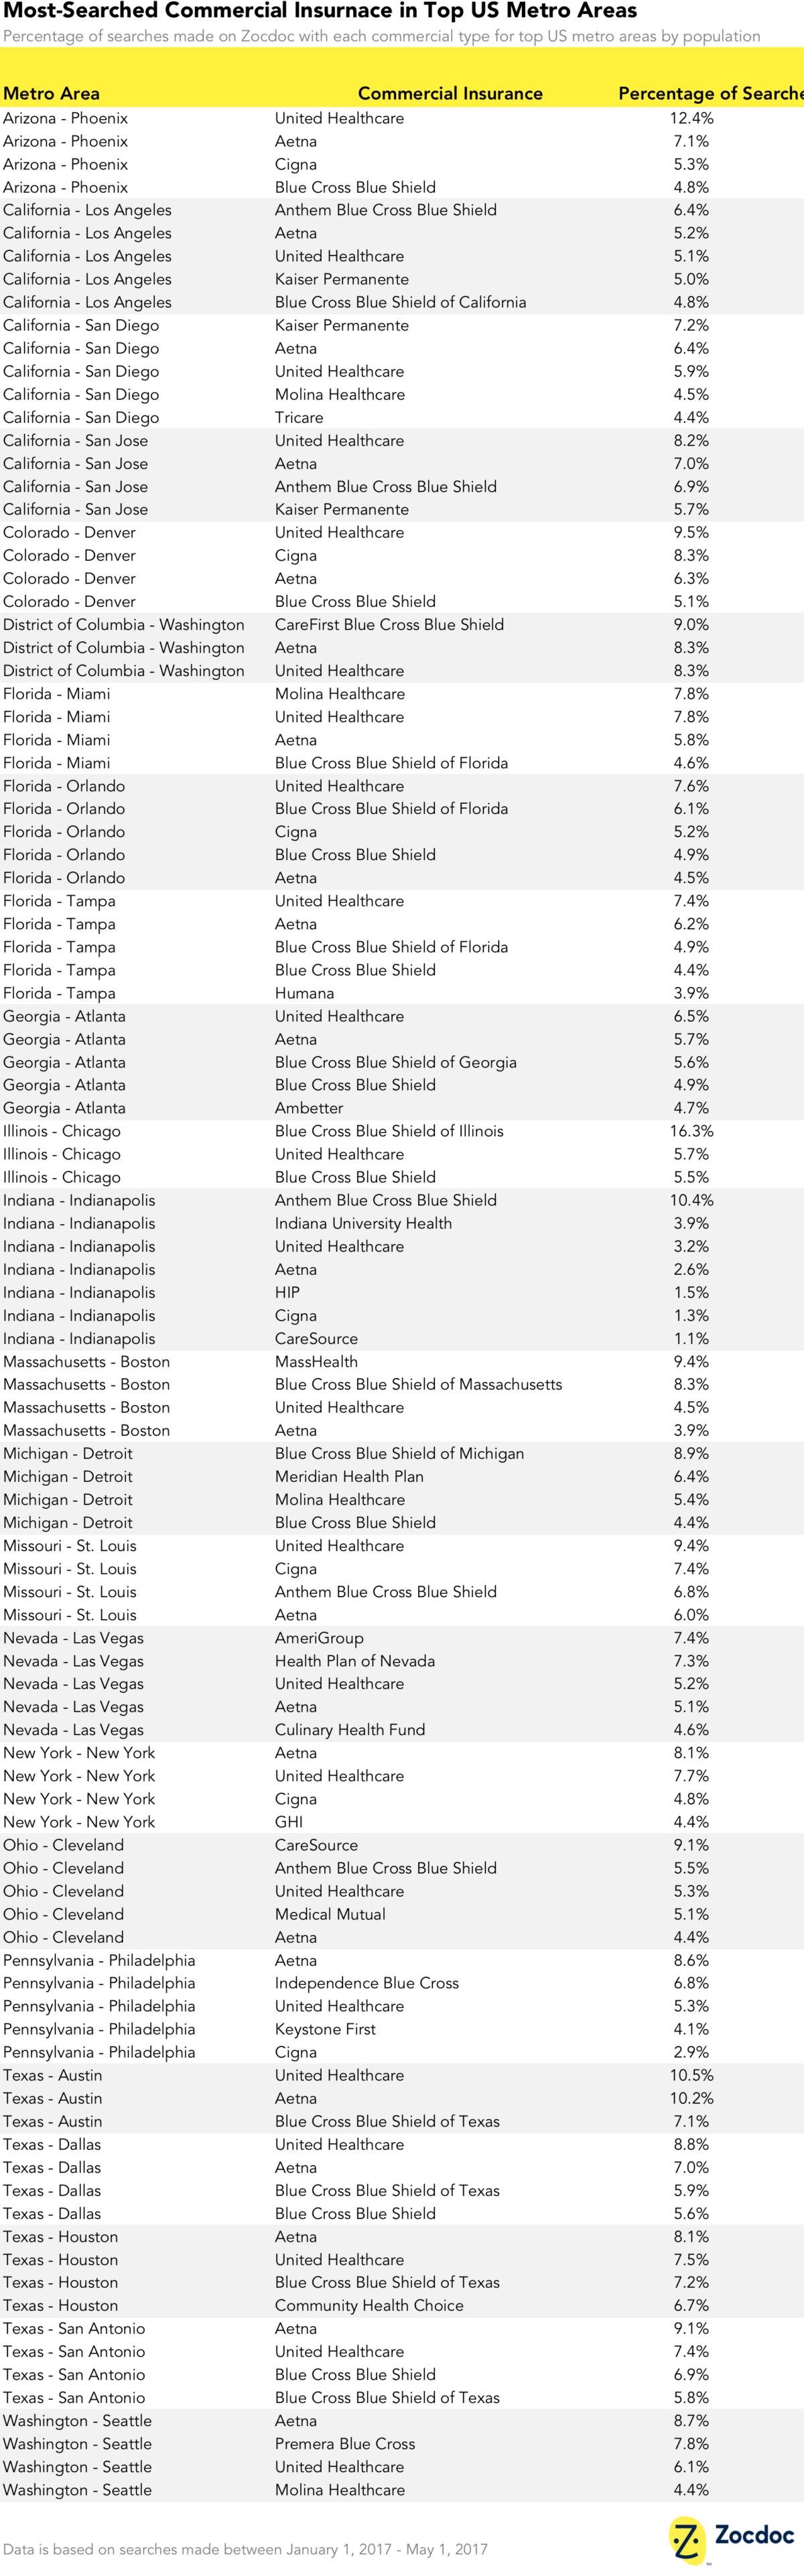 Most-Searched Commercial Insurnace in Top US Metro Areas
Percentage of searches made on Zocdoc with each commercial type for top US metro areas by population
Metro Area Commercial Insurance Percentage of Searche
Arizona - Phoenix United Healthcare 12.4%
Arizona - Phoenix Aetna 7.1%
Arizona - Phoenix Cigna 5.3%
Arizona - Phoenix Blue Cross Blue Shield 4.8%
California - Los Angeles Anthem Blue Cross Blue Shield 6.4%
California - Los Angeles Aetna 5.2%
California - Los Angeles United Healthcare 5.1%
California - Los Angeles Kaiser Permanente 5.0%
California - Los Angeles Blue Cross Blue Shield of California 4.8%
California - San Diego Kaiser Permanente 7.2%
California - San Diego Aetna 6.4%
California - San Diego United Healthcare 5.9%
California - San Diego Molina Healthcare 4.5%
California - San Diego Tricare 4.4%
California - San Jose United Healthcare 8.2%
California - San Jose Aetna 7.0%
California - San Jose Anthem Blue Cross Blue Shield 6.9%
California - San Jose Kaiser Permanente 5.7%
Colorado - Denver United Healthcare 9.5%
Colorado - Denver Cigna 8.3%
Colorado - Denver Aetna 6.3%
Colorado - Denver Blue Cross Blue Shield 5.1%
District of Columbia - Washington CareFirst Blue Cross Blue Shield 9.0%
District of Columbia - Washington Aetna 8.3%
District of Columbia - Washington United Healthcare 8.3%
Florida - Miami Molina Healthcare 7.8%
Florida - Miami United Healthcare 7.8%
Florida - Miami Aetna 5.8%
Florida - Miami Blue Cross Blue Shield of Florida 4.6%
Florida - Orlando United Healthcare 7.6%
Florida - Orlando Blue Cross Blue Shield of Florida 6.1%
Florida - Orlando Cigna 5.2%
Florida - Orlando Blue Cross Blue Shield 4.9%
Florida - Orlando Aetna 4.5%
Florida - Tampa United Healthcare 7.4%
Florida - Tampa Aetna 6.2%
Florida - Tampa Blue Cross Blue Shield of Florida 4.9%
Florida - Tampa Blue Cross Blue Shield 4.4%
Florida - Tampa Humana 3.9%
Georgia - Atlanta United Healthcare 6.5%
Georgia - Atlanta Aetna 5.7%
Georgia - Atlanta Blue Cross Blue Shield of Georgia 5.6%
Georgia - Atlanta Blue Cross Blue Shield 4.9%
Georgia - Atlanta Ambetter 4.7%
Illinois - Chicago Blue Cross Blue Shield of Illinois 16.3%
Illinois - Chicago United Healthcare 5.7%
Illinois - Chicago Blue Cross Blue Shield 5.5%
Indiana - Indianapolis Anthem Blue Cross Blue Shield 10.4%
Indiana - Indianapolis Indiana University Health 3.9%
Indiana - Indianapolis United Healthcare 3.2%
Indiana - Indianapolis Aetna 2.6%
Indiana - Indianapolis HIP 1.5%
Indiana - Indianapolis Cigna 1.3%
Indiana - Indianapolis CareSource 1.1%
Massachusetts - Boston MassHealth 9.4%
Massachusetts - Boston Blue Cross Blue Shield of Massachusetts 8.3%
Massachusetts - Boston United Healthcare 4.5%
Massachusetts - Boston Aetna 3.9%
Michigan - Detroit Blue Cross Blue Shield of Michigan 8.9%
Michigan - Detroit Meridian Health Plan 6.4%
Michigan - Detroit Molina Healthcare 5.4%
Michigan - Detroit Blue Cross Blue Shield 4.4%
Missouri - St. Louis United Healthcare 9.4%
Missouri - St. Louis Cigna 7.4%
Missouri - St. Louis Anthem Blue Cross Blue Shield 6.8%
Missouri - St. Louis Aetna 6.0%
Nevada - Las Vegas AmeriGroup 7.4%
Nevada - Las Vegas Health Plan of Nevada 7.3%
Nevada - Las Vegas United Healthcare 5.2%
Nevada - Las Vegas Aetna 5.1%
Nevada - Las Vegas Culinary Health Fund 4.6%
New York - New York Aetna 8.1%
New York - New York United Healthcare 7.7%
New York - New York Cigna 4.8%
New York - New York GHI 4.4%
Ohio - Cleveland CareSource 9.1%
Ohio - Cleveland Anthem Blue Cross Blue Shield 5.5%
Ohio - Cleveland United Healthcare 5.3%
Ohio - Cleveland Medical Mutual 5.1%
Ohio - Cleveland Aetna 4.4%
Pennsylvania - Philadelphia Aetna 8.6%
Pennsylvania - Philadelphia Independence Blue Cross 6.8%
Pennsylvania - Philadelphia United Healthcare 5.3%
Pennsylvania - Philadelphia Keystone First 4.1%
Pennsylvania - Philadelphia Cigna 2.9%
Texas - Austin United Healthcare 10.5%
Texas - Austin Aetna 10.2%
Texas - Austin Blue Cross Blue Shield of Texas 7.1%
Texas - Dallas United Healthcare 8.8%
Texas - Dallas Aetna 7.0%
Texas - Dallas Blue Cross Blue Shield of Texas 5.9%
Texas - Dallas Blue Cross Blue Shield 5.6%
Texas - Houston Aetna 8.1%
Texas - Houston United Healthcare 7.5%
Texas - Houston Blue Cross Blue Shield of Texas 7.2%
Texas - Houston Community Health Choice 6.7%
Texas - San Antonio Aetna 9.1%
Texas - San Antonio United Healthcare 7.4%
Texas - San Antonio Blue Cross Blue Shield 6.9%
Texas - San Antonio Blue Cross Blue Shield of Texas 5.8%
Washington - Seattle Aetna 8.7%
Washington - Seattle Premera Blue Cross 7.8%
Washington - Seattle United Healthcare 6.1%
Washington - Seattle Molina Healthcare 4.4%
Zocdoc
Data is based on searches made between January 1, 2017 - May 1, 2017